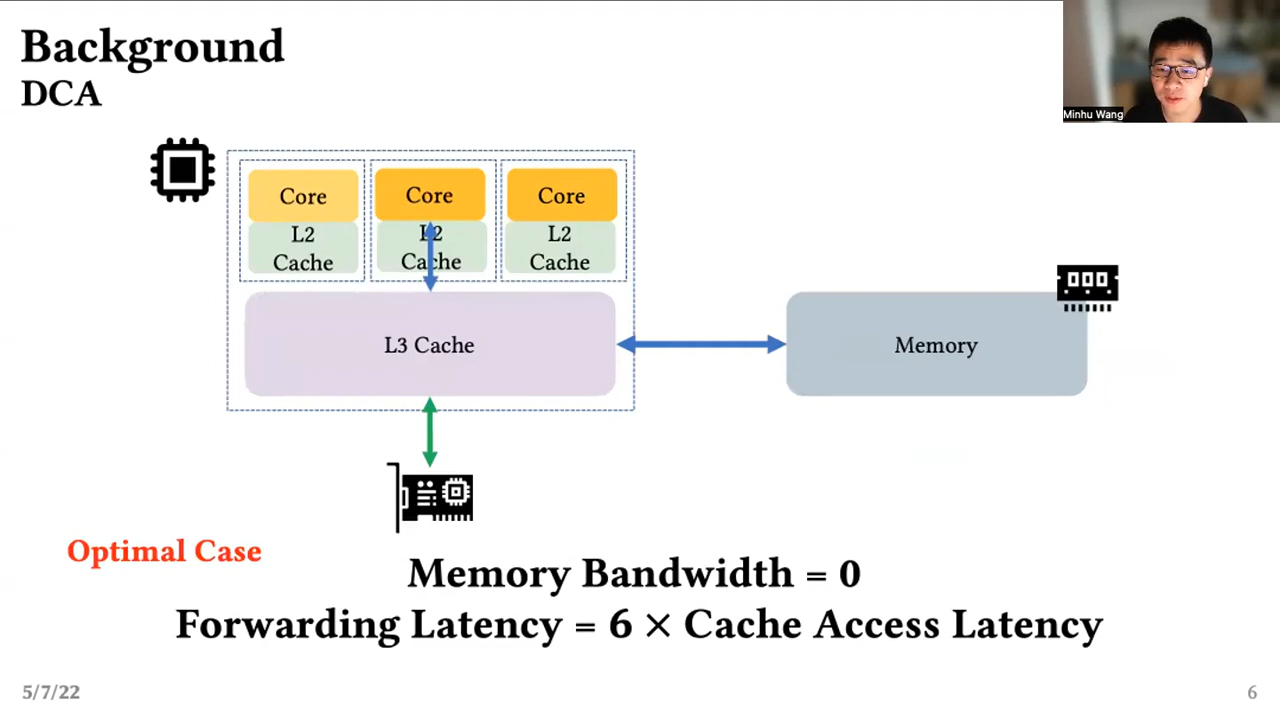 Background
DCA
Minhu Wang
Core
Core
Core
L2
Cache
L2
Cache
L2
Cache
L3 Cache
Memory
Optimal Case
Memory Bandwidth = 0
Forwarding Latency = 6 × Cache Access Latency
5/7/22
6